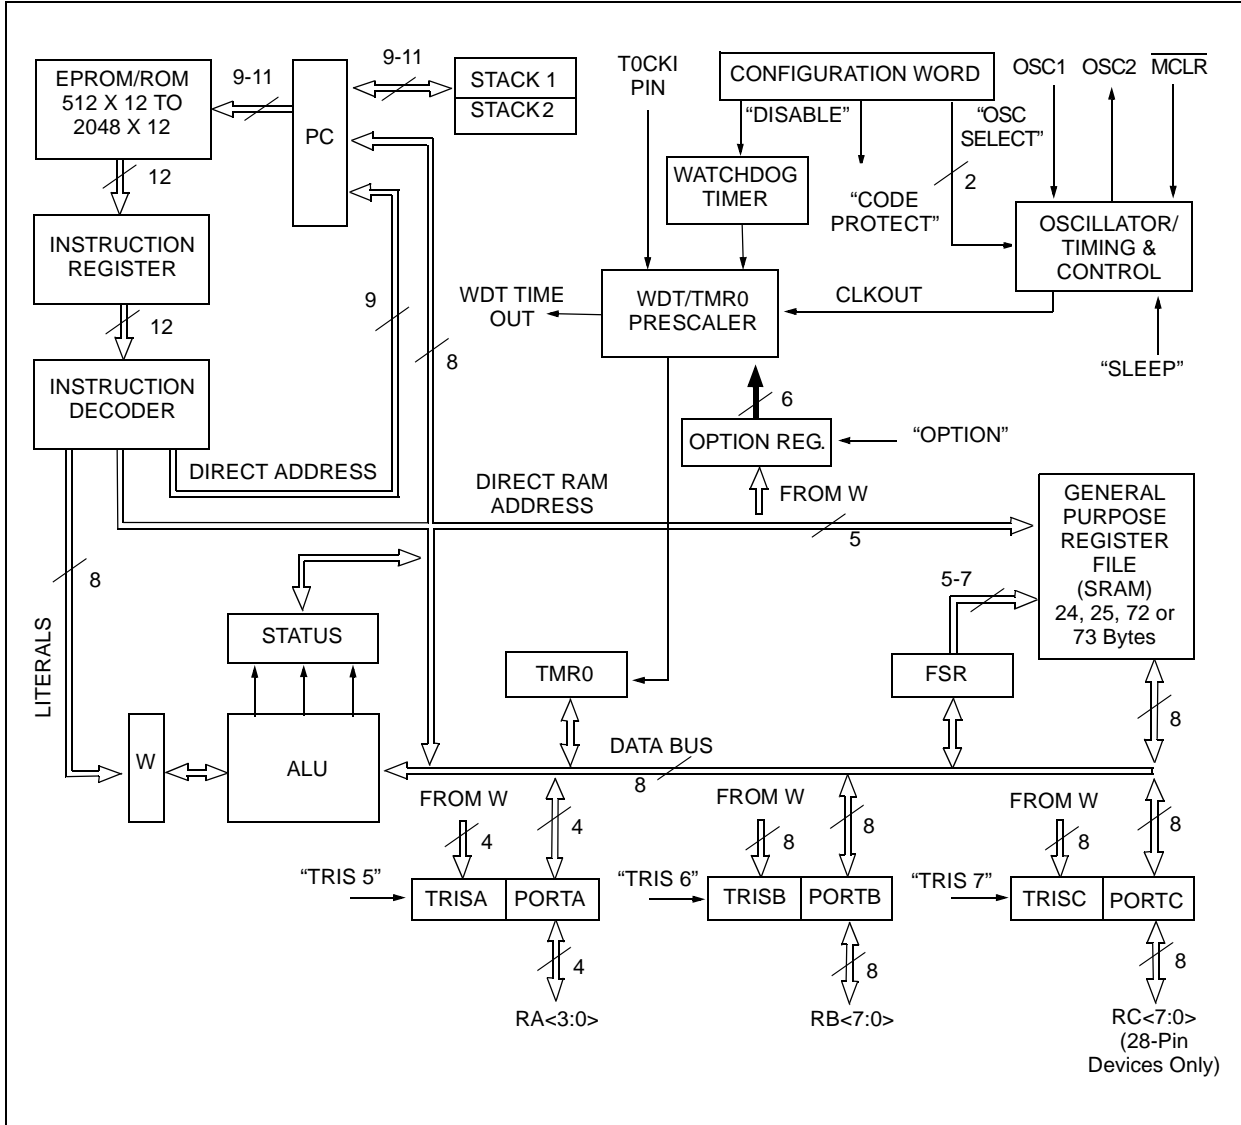 EPROM/ROM
512 X 12 TO
2048 X 12
9-11
PC
9-11
STACK 1
STACK 2
T0CKI
PIN
CONFIGURATION WORD
OSC1
OSC2
MCLR
“DISABLE”
“OSC
SELECT”
12
WATCHDOG
TIMER
“CODE
PROTECT”
2
INSTRUCTION
REGISTER
OSCILLATOR/
TIMING &
CONTROL
9
WDT TIME
OUT
WDT/TMR0
PRESCALER
CLKOUT
12
8
“SLEEP”
INSTRUCTION
DECODER
6
OPTION REG.
“OPTION”
DIRECT ADDRESS
DIRECT RAM
ADDRESS
FROM W
5
GENERAL
PURPOSE
REGISTER
FILE
(SRAM)
24, 25, 72 or
73 Bytes
8
LITERALS
5-7
STATUS
TMR0
FSR
8
W
ALU
DATA BUS
8
FROM W
4
4
FROM W
8
8
FROM W
8
8
“TRIS 5”
TRISA
PORTA
“TRIS 6”
TRISB
PORTB
“TRIS 7”
TRISC
PORTC
4
8
8
RA<3:0>
RB<7:0>
RC<7:0>
(28-Pin
Devices Only)